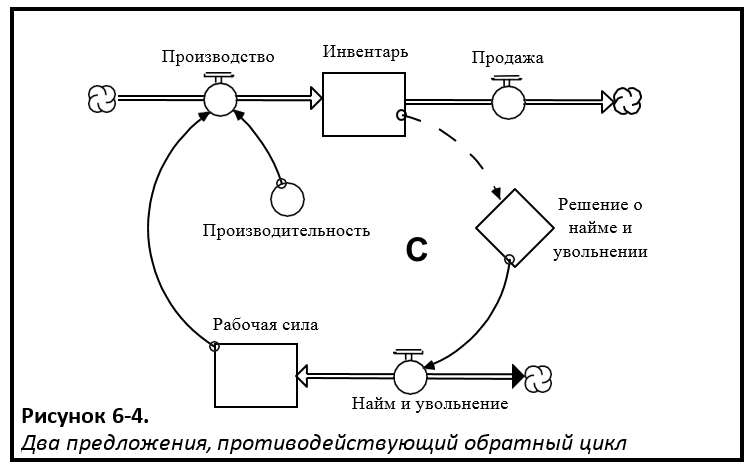 Производство
Инвентарь
Продажа
Производительность
С
Решение о
найме и
увольнении
Рабочая сила
Найм и увольнение
Рисунок 6-4.
Два предложения, противодействующий обратный цикл